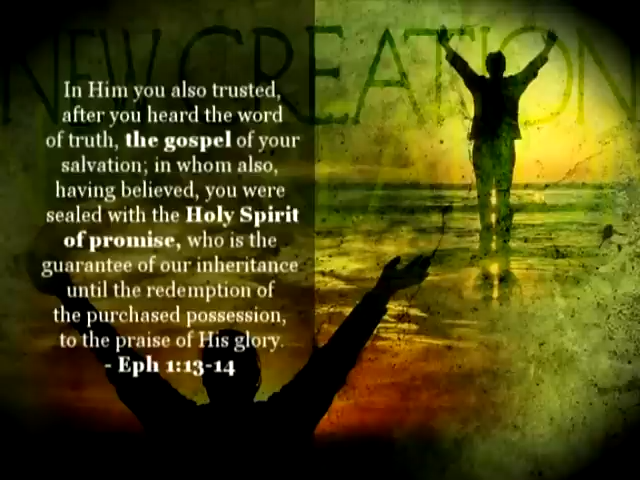 NEW CREATION
In Him you also trusted,
after you heard the word
of truth, the gospel of your
salvation; in whom also,
having believed, you were
sealed with the Holy Spirit
of promise, who is the
guarantee of our inheritance
until the redemption of
the purchased possession,
to the praise of His glory.
- Eph 1:13-14